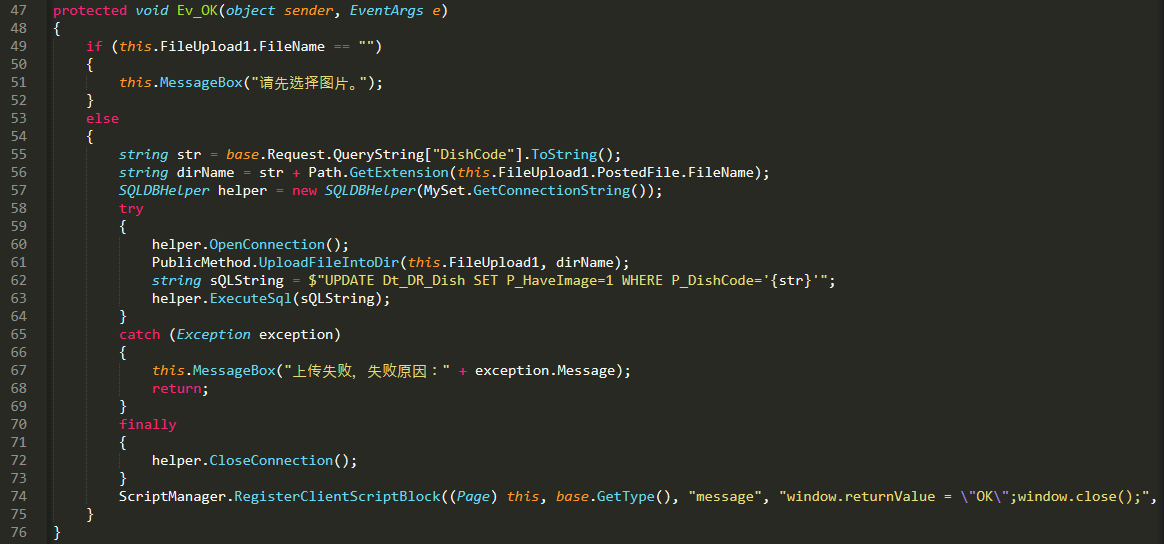 47 protected void Ev_OK(object sender, EventArgs e)
48 {
49 if (this.FileUpload1.FileName == "")
50 {
51 this.MessageBox("请先选择图片。");
52 }
53 else
54 {
55 string str = base.Request.QueryString["DishCode"].ToString();
56 string dirName = str + Path.GetExtension(this.FileUpload1.PostedFile.FileName);
57 SQLDBHelper helper = new SQLDBHelper(MySet.GetConnectionString());
58 try
59 {
60 helper.OpenConnection();
61 PublicMethod.UploadFileIntoDir(this.FileUpload1, dirName);
62 string sQLString = $"UPDATE Dt_DR_Dish SET P_HaveImage=1 WHERE P_DishCode='{str}'";
63 helper.ExecuteSql(sQLString);
64 }
65 catch (Exception exception)
66 {
67 this.MessageBox("上传失败，失败原因：" + exception.Message);
68 return;
69 }
70 finally
71 {
72 helper.CloseConnection();
73 }
74 ScriptManager.RegisterClientScriptBlock((Page) this, base.GetType(), "message", "window.returnValue = \"OK\";window.close();",
75 }
76 }